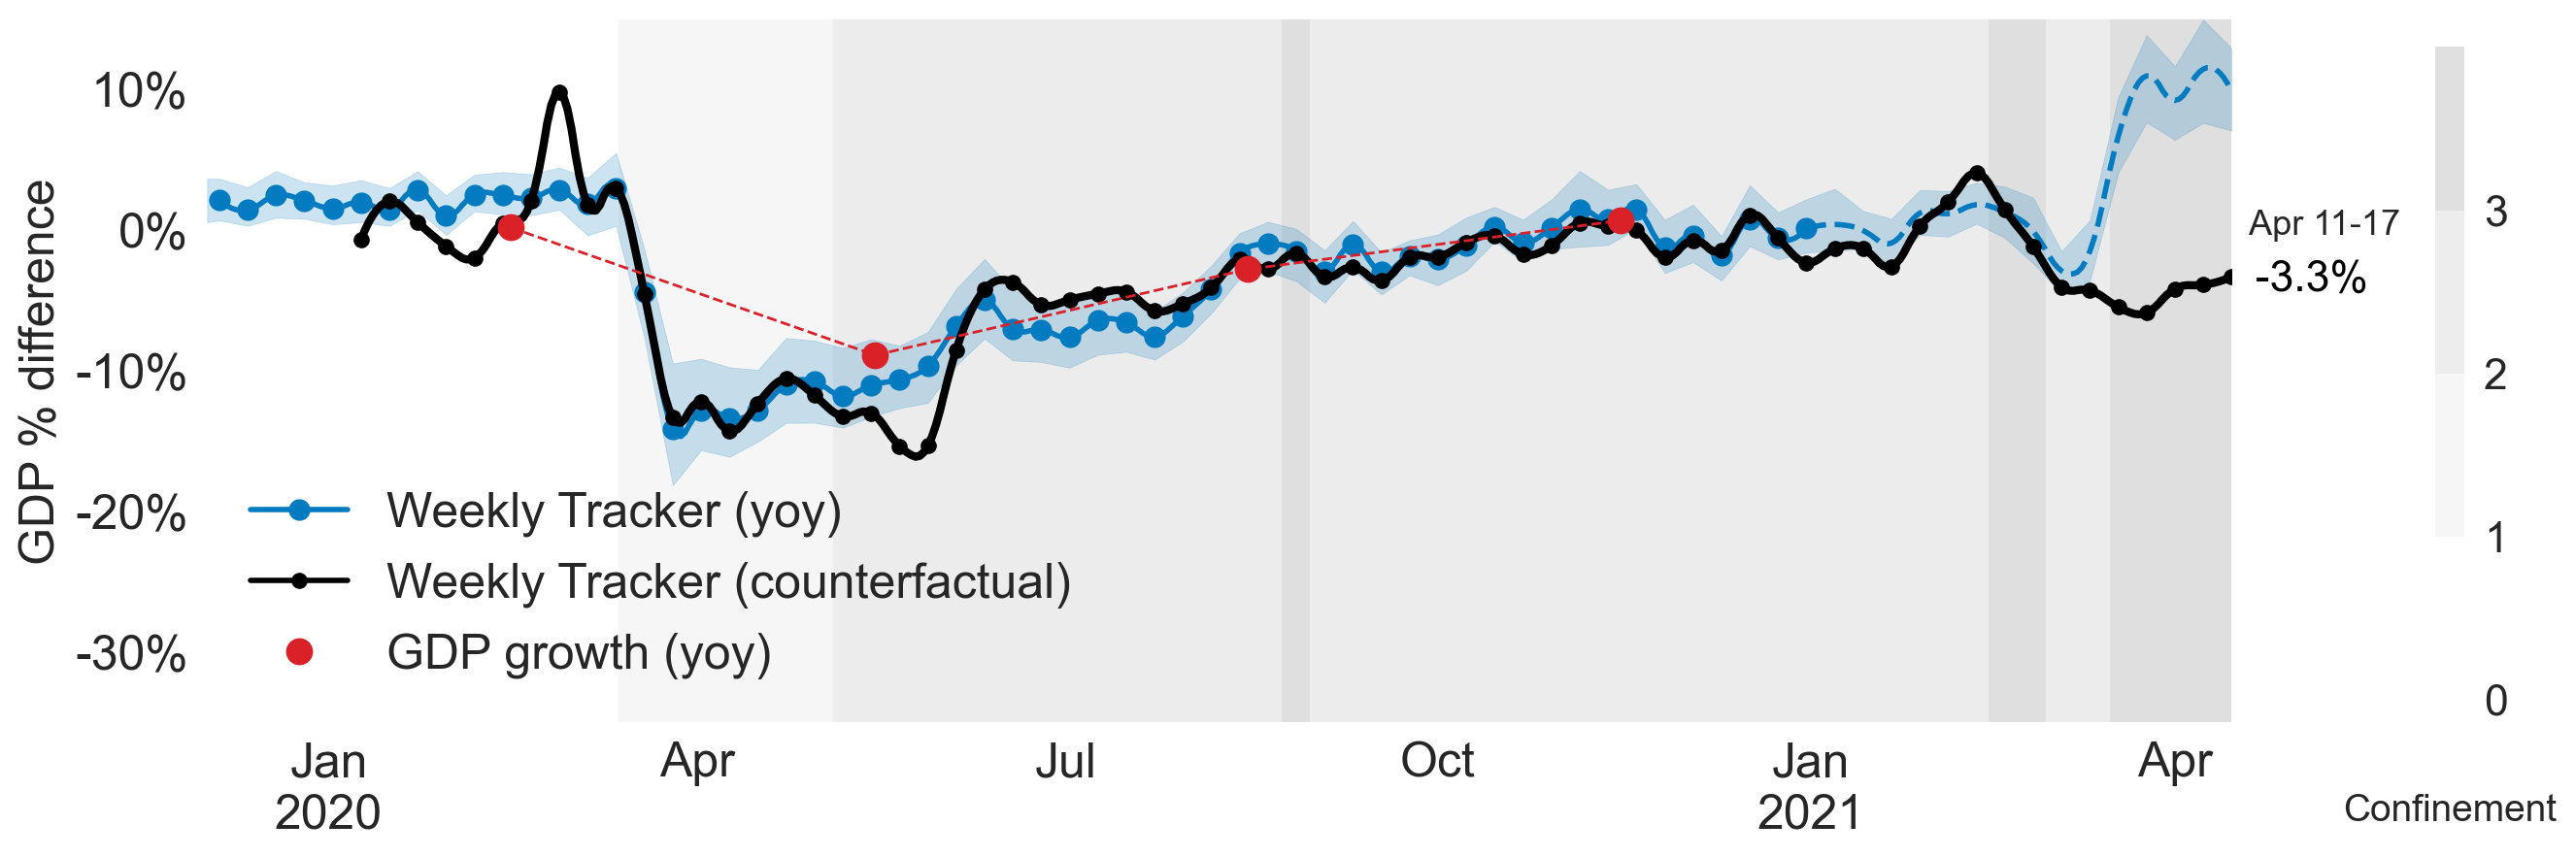 GDP % difference
10%
0%
-10%
-20%
-30%
Weekly Tracker (yoy)
Weekly Tracker (counterfactual)
GDP growth (yoy)
Jan
2020
Apr
Jul
Oct
Jan
2021
Apr
Apr 11-17
-3.3%
3
2
1
0
Confinement